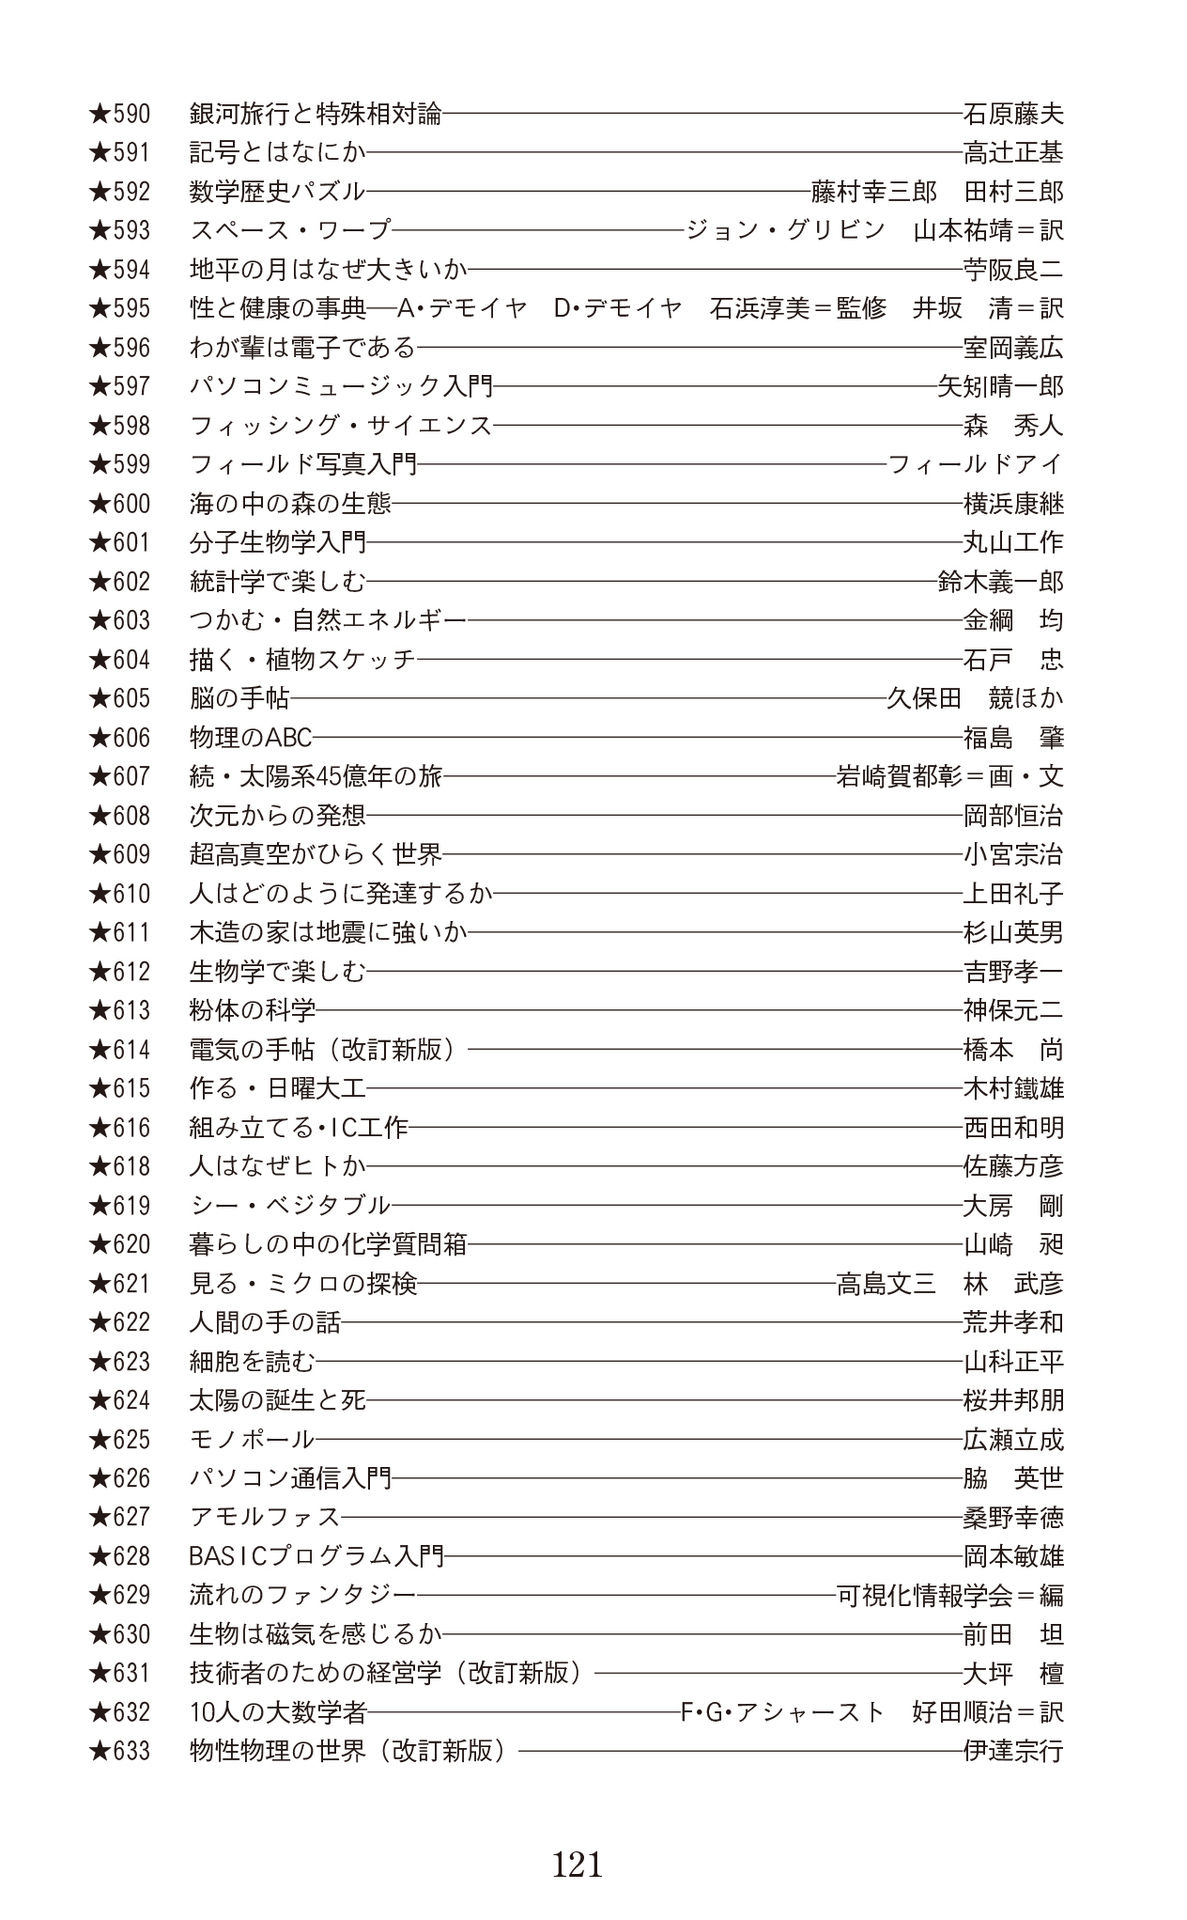 ★590 銀河旅行と特殊相対論――石原藤夫
★591 記号とはなにか――高辻正基
★592 数学歴史パズル――藤村幸三郎　田村三郎
★593 スペース・ワープ――ジョン・グリビン　山本祐靖＝訳
★594 地平の月はなぜ大きいか――苧阪良二
★595 性と健康の事典―A・デモイヤ　D・デモイヤ　石浜淳美＝監修　井坂　清＝訳
★596 わが輩は電子である――室岡義広
★597 パソコンミュージック入門――矢矧晴一郎
★598 フィッシング・サイエンス――森　秀人
★599 フィールド写真入門――フィールドアイ
★600 海の中の森の生態――横浜康継
★601 分子生物学入門――丸山工作
★602 統計学で楽しむ――鈴木義一郎
★603 つかむ・自然エネルギー――金綱　均
★604 描く・植物スケッチ――石戸　忠
★605 脳の手帖――久保田　競ほか
★606 物理のABC――福島　肇
★607 続・太陽系45億年の旅――岩崎賀都彰＝画・文
★608 次元からの発想――岡部恒治
★609 超高真空がひらく世界――小宮宗治
★610 人はどのように発達するか――上田礼子
★611 木造の家は地震に強いか――杉山英男
★612 生物学で楽しむ――吉野孝一
★613 粉体の科学――神保元二
★614 電気の手帖（改訂新版）――橋本　尚
★615 作る・日曜大工――木村鐵雄
★616 組み立てる・IC工作――西田和明
★618 人はなぜヒトか――佐藤方彦
★619 シー・ベジタブル――大房　剛
★620 暮らしの中の化学質問箱――山崎　昶
★621 見る・ミクロの探検――高島文三　林　武彦
★622 人間の手の話――荒井孝和
★623 細胞を読む――山科正平
★624 太陽の誕生と死――桜井邦朋
★625 モノポール――広瀬立成
★626 パソコン通信入門――脇　英世
★627 アモルファス――桑野幸徳
★628 BASICプログラム入門――岡本敏雄
★629 流れのファンタジー――可視化情報学会＝編
★630 生物は磁気を感じるか――前田　坦
★631 技術者のための経営学（改訂新版）――大坪　檀
★632 10人の大数学者――F・G・アシャースト　好田順治＝訳
★633 物性物理の世界（改訂新版）――伊達宗行
121